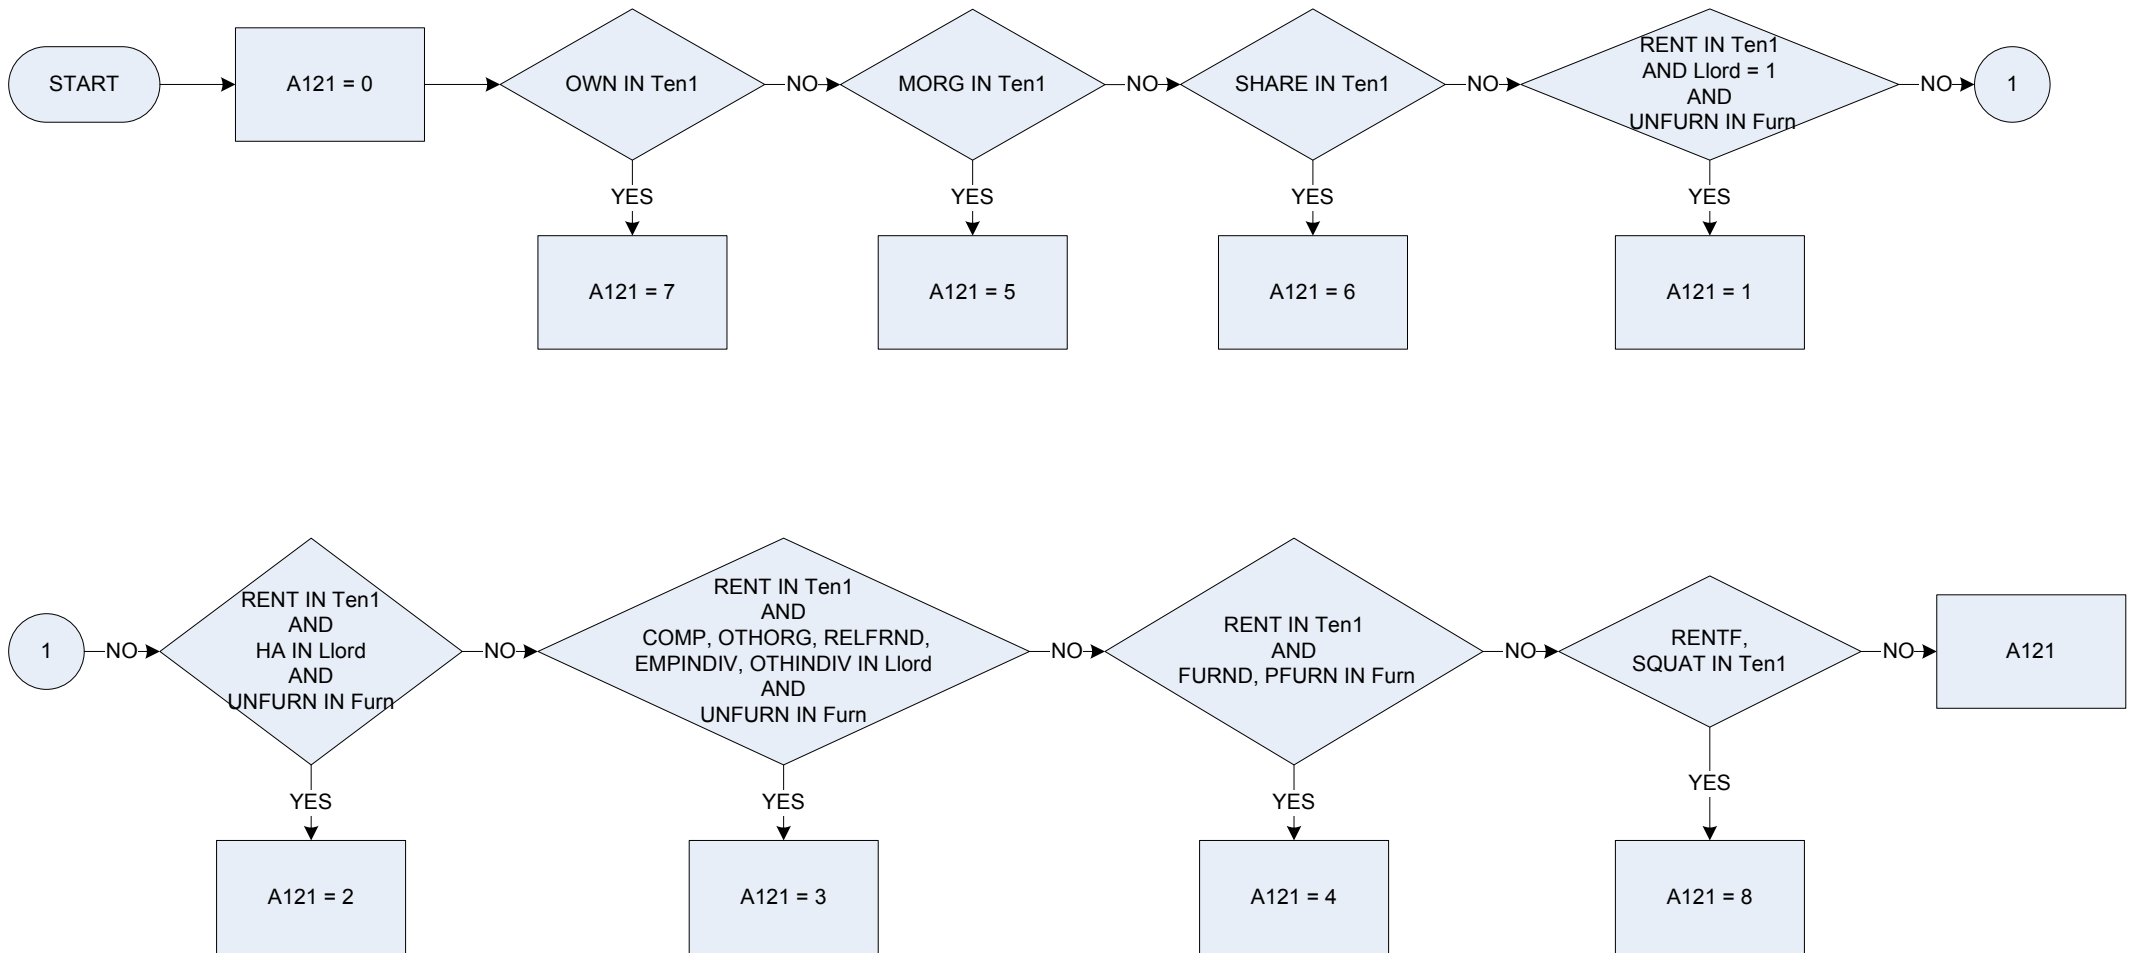 START
A121 = 0
OWN IN Ten1
NO
MORG IN Ten1
NO
SHARE IN Ten1
NO
RENT IN Ten1
AND Llord = 1
AND
UNFURN IN Furn
NO
1
YES
YES
YES
YES
A121 = 7
A121 = 5
A121 = 6
A121 = 1
1
NO
RENT IN Ten1
AND
HA IN Llord
AND
UNFURN IN Furn
NO
RENT IN Ten1
AND
COMP, OTHORG, RELFRND,
EMPINDIV, OTHINDIV IN Llord
AND
UNFURN IN Furn
NO
RENT IN Ten1
AND
FURND, PFURN IN Furn
NO
RENTF,
SQUAT IN Ten1
NO
A121
YES
YES
YES
YES
A121 = 2
A121 = 3
A121 = 4
A121 = 8